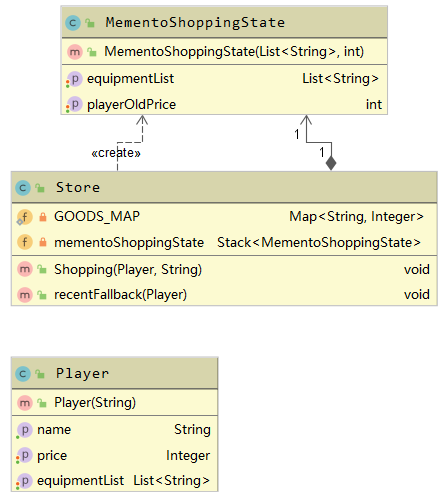 MementoShoppingState
MementoShoppingState(List<String>, int)
equipmentList List<String>
playerOldPrice int
1
«create»
1
Store
GOODS_MAP Map<String, Integer>
mementoShoppingState Stack<MementoShoppingState>
Shopping(Player, String) void
recentFallback(Player) void
Player
Player(String)
name String
price Integer
equipmentList List<String>